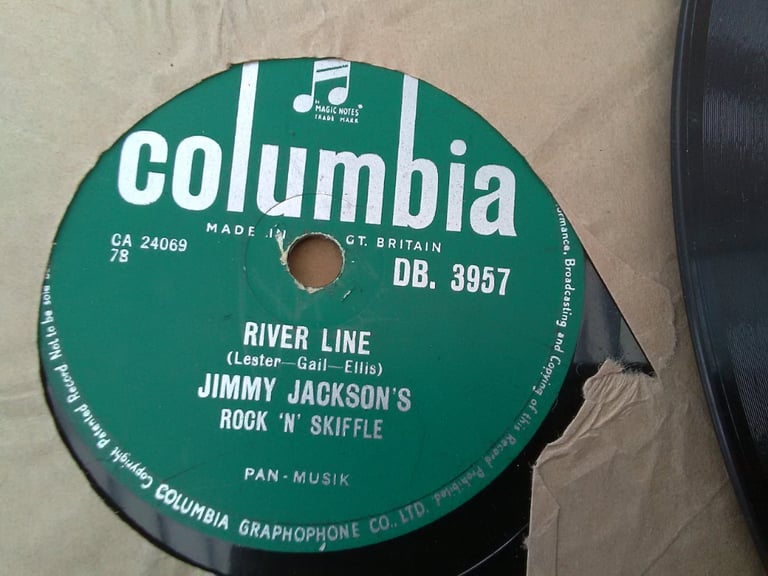 "MAGIC NOTES"
TRADE MARK
columbia
MADE IN GT. BRITAIN
CA 24069
78
DB. 3957
RIVER LINE
(Lester—Gail—Ellis)
JIMMY JACKSON'S
ROCK 'N' SKIFFLE
PAN-MUSIK
COLUMBIA GRAPHOPHONE CO., LTD.
Copyright Patented Record Not to be
Broadcasting and Copying of this Record Prohibited.